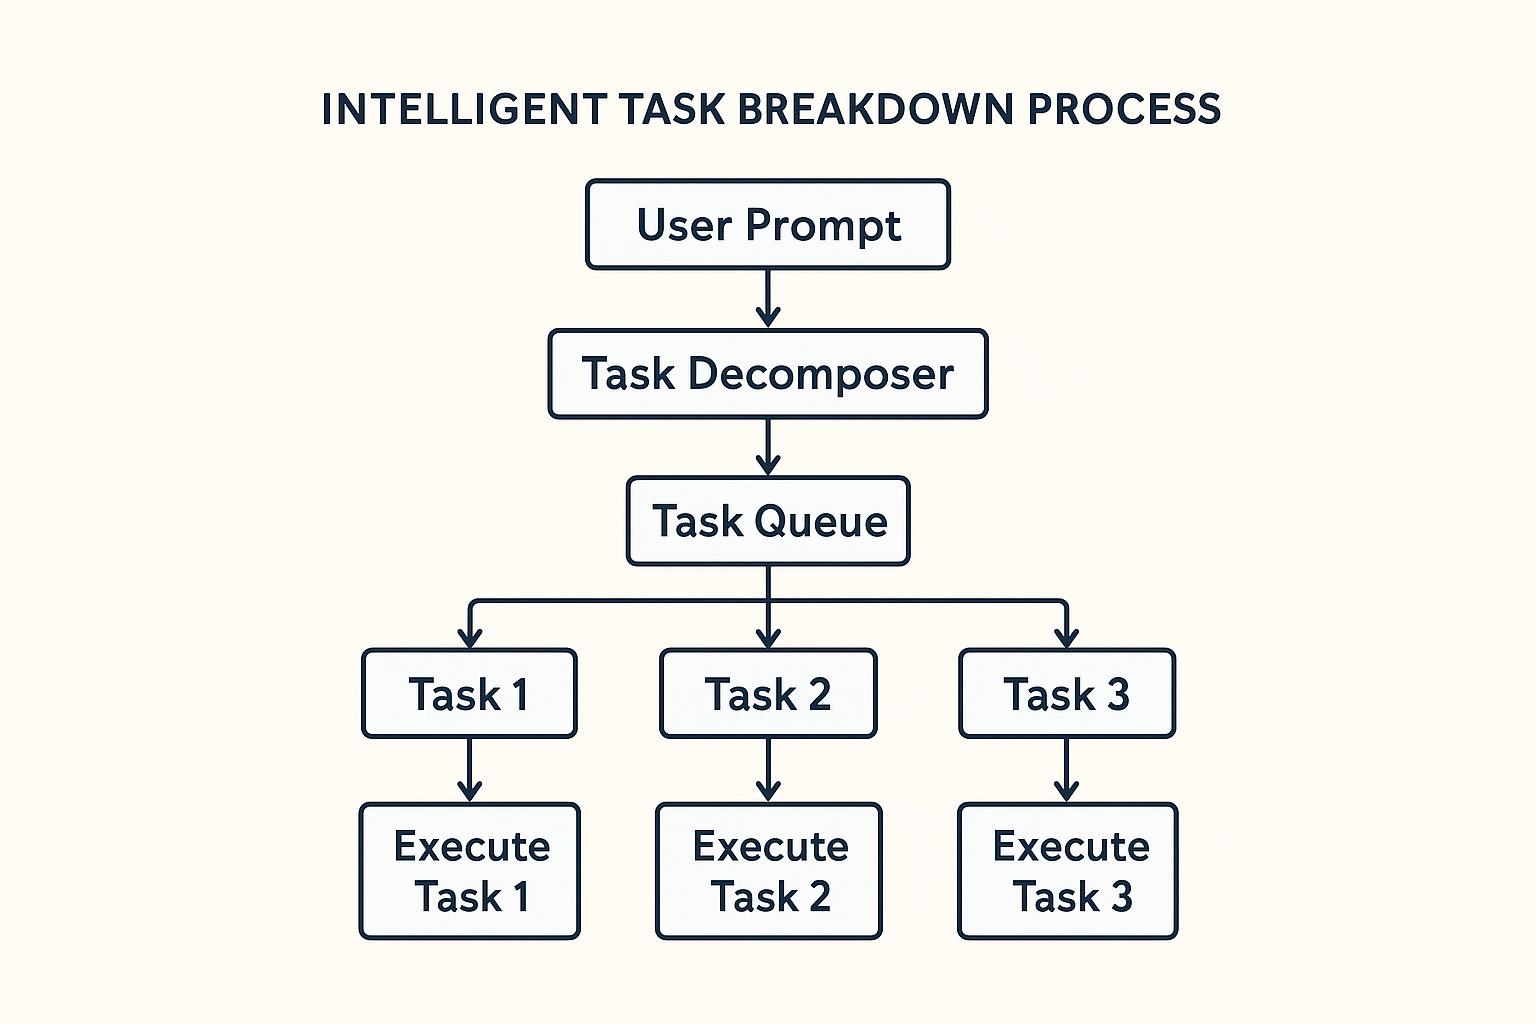 INTELLIGENT TASK BREAKDOWN PROCESS
User Prompt
Task Decomposer
Task Queue
Task 1
Task 2
Task 3
Execute
Task 1
Execute
Task 2
Execute
Task 3